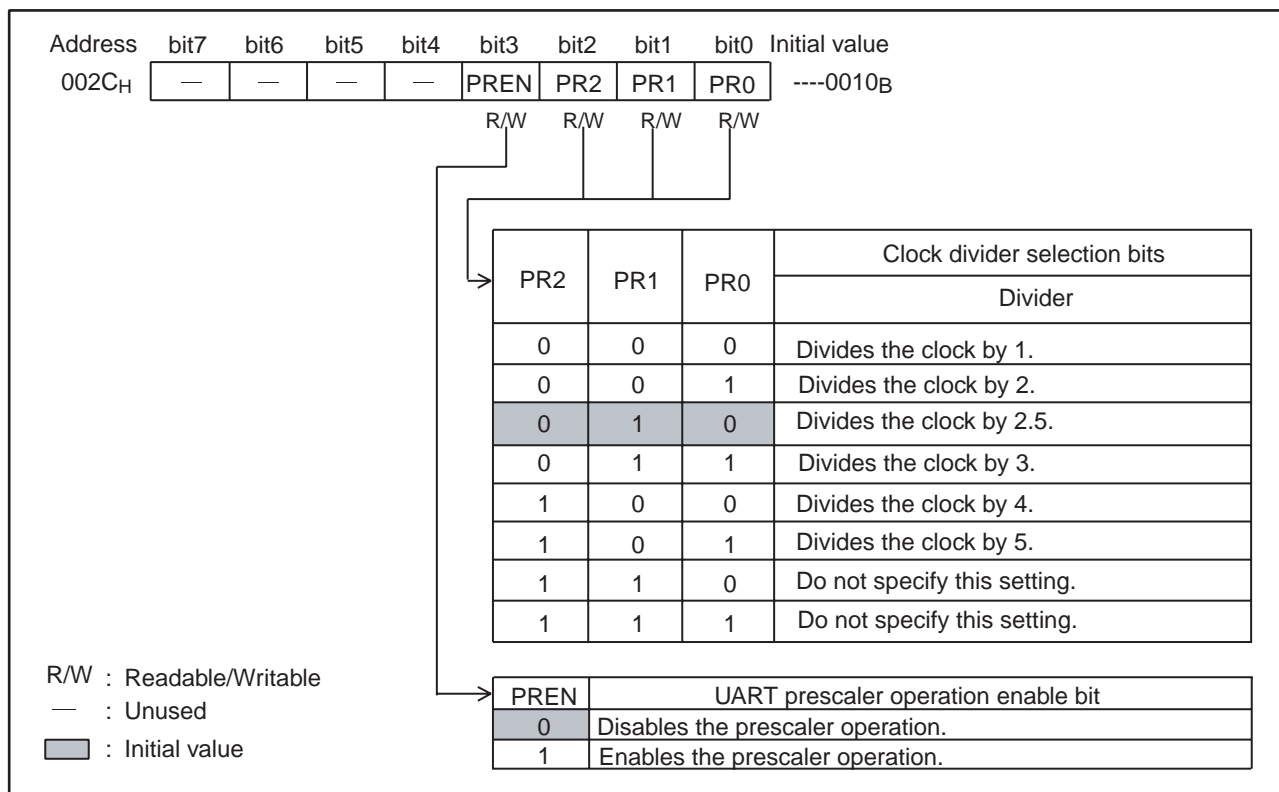 Address bit7 bit6 bit5 bit4 bit3 bit2 bit1 bit0 Initial value
002CH — — — — PREN PR2 PR1 PR0 ----0010B
R/W R/W R/W R/W
PR2 PR1 PR0 Clock divider selection bits
Divider
0 0 0 Divides the clock by 1.
0 0 1 Divides the clock by 2.
0 1 0 Divides the clock by 2.5.
0 1 1 Divides the clock by 3.
1 0 0 Divides the clock by 4.
1 0 1 Divides the clock by 5.
1 1 0 Do not specify this setting.
1 1 1 Do not specify this setting.
R/W : Readable/Writable
— : Unused
: Initial value
PREN UART prescaler operation enable bit
0 Disables the prescaler operation.
1 Enables the prescaler operation.